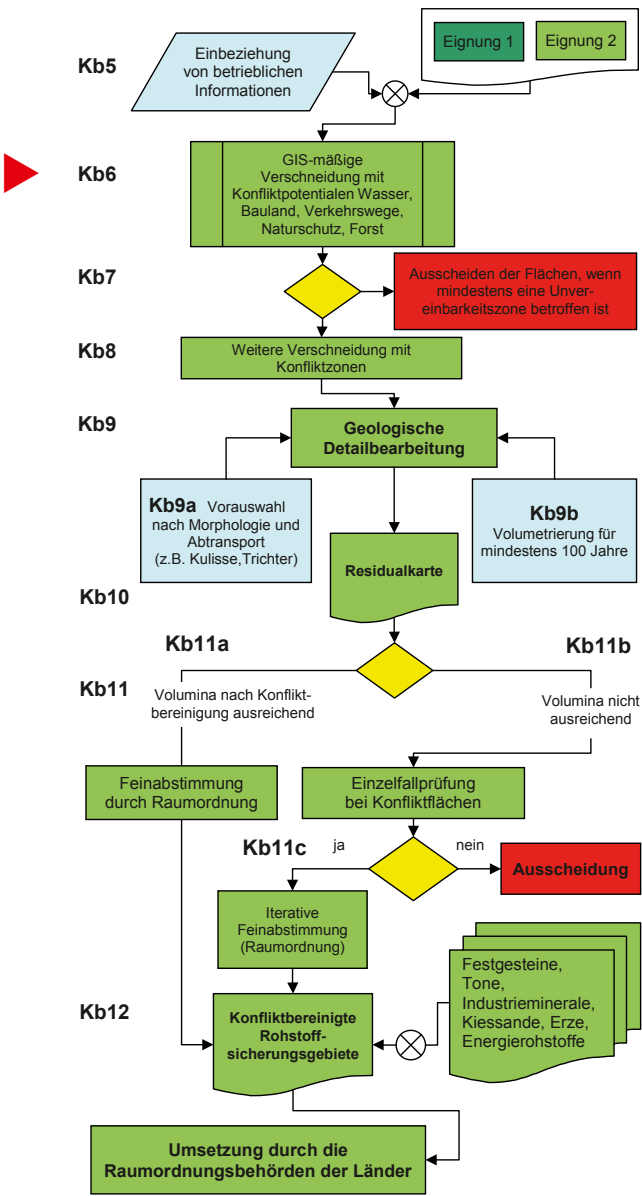 Kb5
Einbeziehung
von betrieblichen
Informationen
Eignung 1
Eignung 2
Kb6
GIS-mäßige
Verschneidung mit
Konfliktpotentialen Wasser,
Bauland, Verkehrswege,
Naturschutz, Forst
Kb7
Ausscheiden der Flächen, wenn
mindestens eine Unver-
einbarkeitszone betroffen ist
Kb8
Weitere Verschneidung mit
Konfliktzonen
Kb9
Geologische
Detailbearbeitung
Kb9a Vorauswahl
nach Morphologie und
Abtransport
(z.B. Kulisse,Trichter)
Kb9b
Volumetrierung für
mindestens 100 Jahre
Residualkarte
Kb10
Kb11a
Kb11b
Kb11
Volumina nach Konflikt-
bereinigung ausreichend
Volumina nicht
ausreichend
Feinabstimmung
durch Raumordnung
Einzelfallprüfung
bei Konfliktflächen
Kb11c
ja
nein
Ausscheidung
Iterative
Feinabstimmung
(Raumordnung)
Festgesteine,
Tone,
Industrieminerale,
Kiessande, Erze,
Energierohstoffe
Kb12
Konfliktbereinigte
Rohstoff-
sicherungsgebiete
Umsetzung durch die
Raumordnungsbehörden der Länder